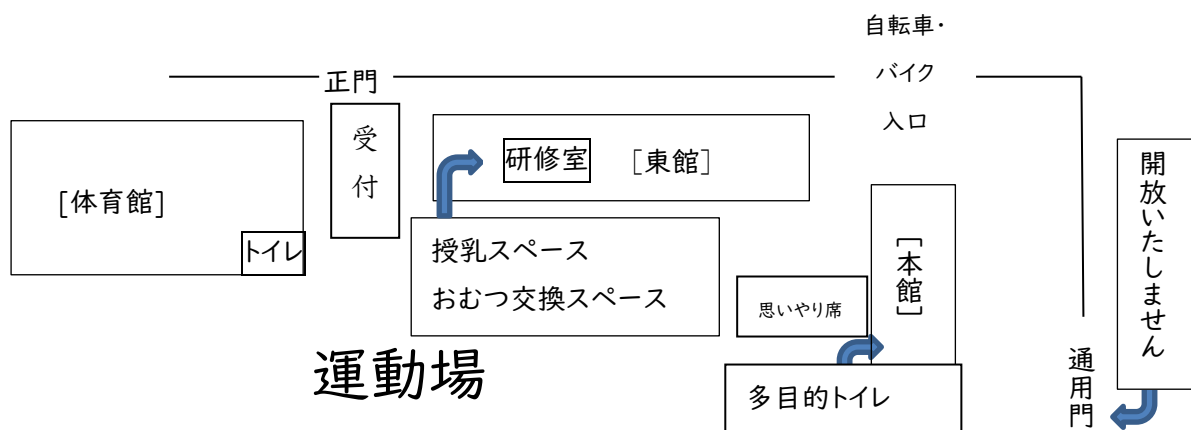 自転車・
バイク
入口
正門
受付
研修室
[東館]
[体育館]
トイレ
授乳スペース
おむつ交換スペース
[本館]
思いやり席
開放いたしません
運動場
多目的トイレ
通用門